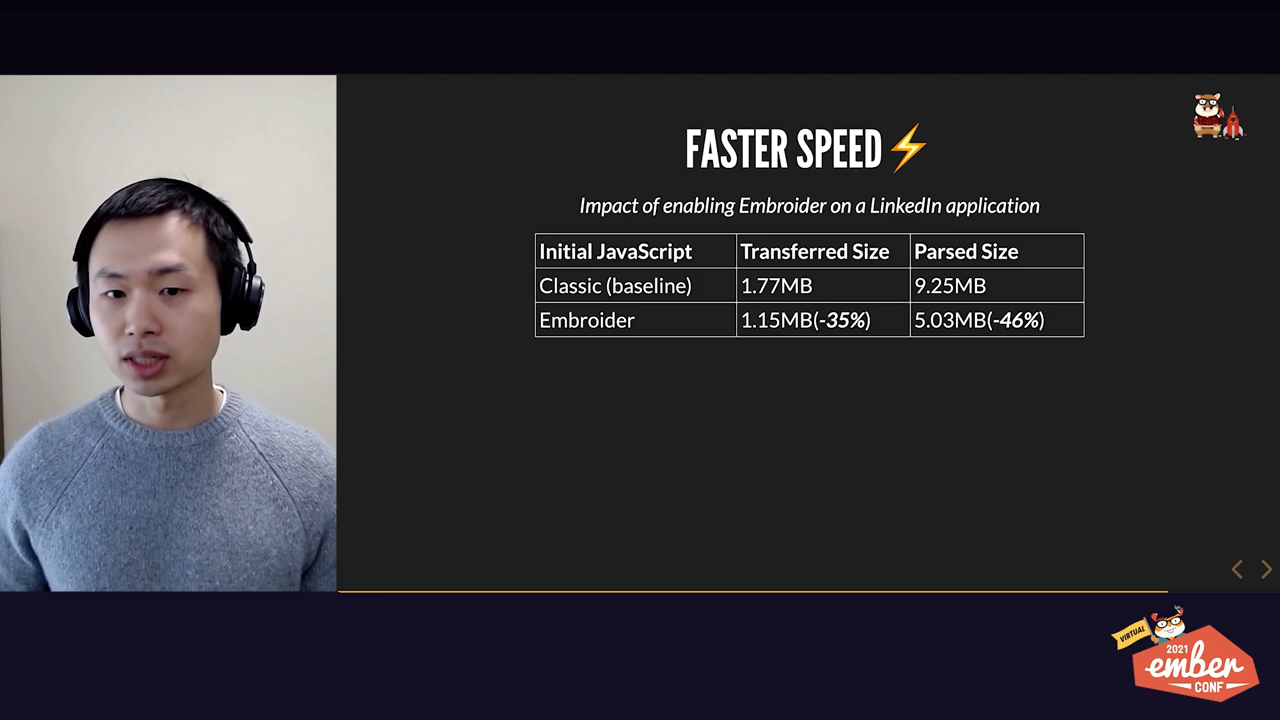 FASTER SPEED⚡
Impact of enabling Embroider on a LinkedIn application
Initial JavaScript Transferred Size Parsed Size
Classic (baseline) 1.77MB 9.25MB
Embroider 1.15MB(-35%) 5.03MB(-46%)
VIRTUAL
2021
ember
CONF